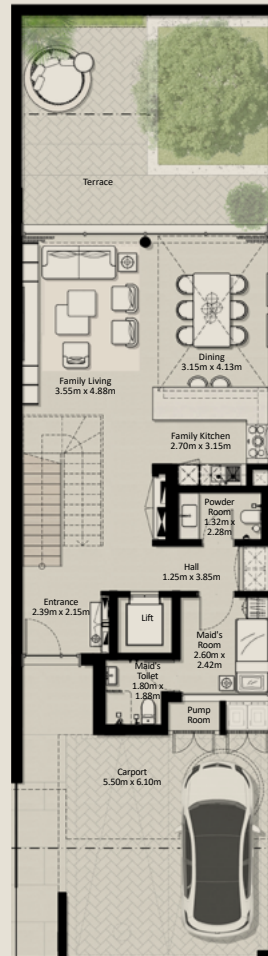 Terrace
Dining
3.15m x 4.13m
Family Living
3.55m x 4.88m
Family Kitchen
2.70m x 3.15m
Powder
Room
1.32m x
2.28m
Hall
1.25m x 3.85m
Entrance
2.39m x 2.15m
Lift
Maid's
Room
2.60m x
2.42m
Maid's
Toilet
1.80m x
1.88m
Pump
Room
Carport
5.50m x 6.10m